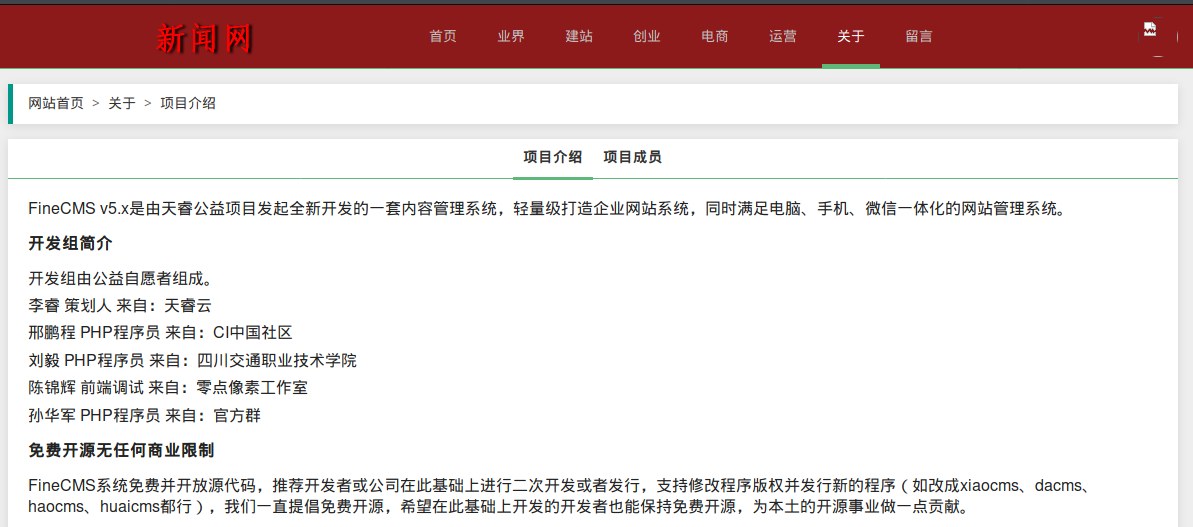 新闻网
首页 业界 建站 创业 电商 运营 关于 留言
网站首页 > 关于 > 项目介绍
项目介绍 项目成员
FineCMS v5.x是由天睿公益项目发起全新开发的一套内容管理系统，轻量级打造企业网站系统，同时满足电脑、手机、微信一体化的网站管理系统。
开发组简介
开发组由公益自愿者组成。
李睿 策划人 来自：天睿云
邢鹏程 PHP程序员 来自：CI中国社区
刘毅 PHP程序员 来自：四川交通职业技术学院
陈锦辉 前端调试 来自：零点像素工作室
孙华军 PHP程序员 来自：官方群
免费开源无任何商业限制
FineCMS系统免费并开放源代码，推荐开发者或公司在此基础上进行二次开发或者发行，支持修改程序版权并发行新的程序（如改成xiaocms、dacms、
haocms、huaicms都行），我们一直提倡免费开源，希望在此基础上开发的开发者也能保持免费开源，为本土的开源事业做一点贡献。